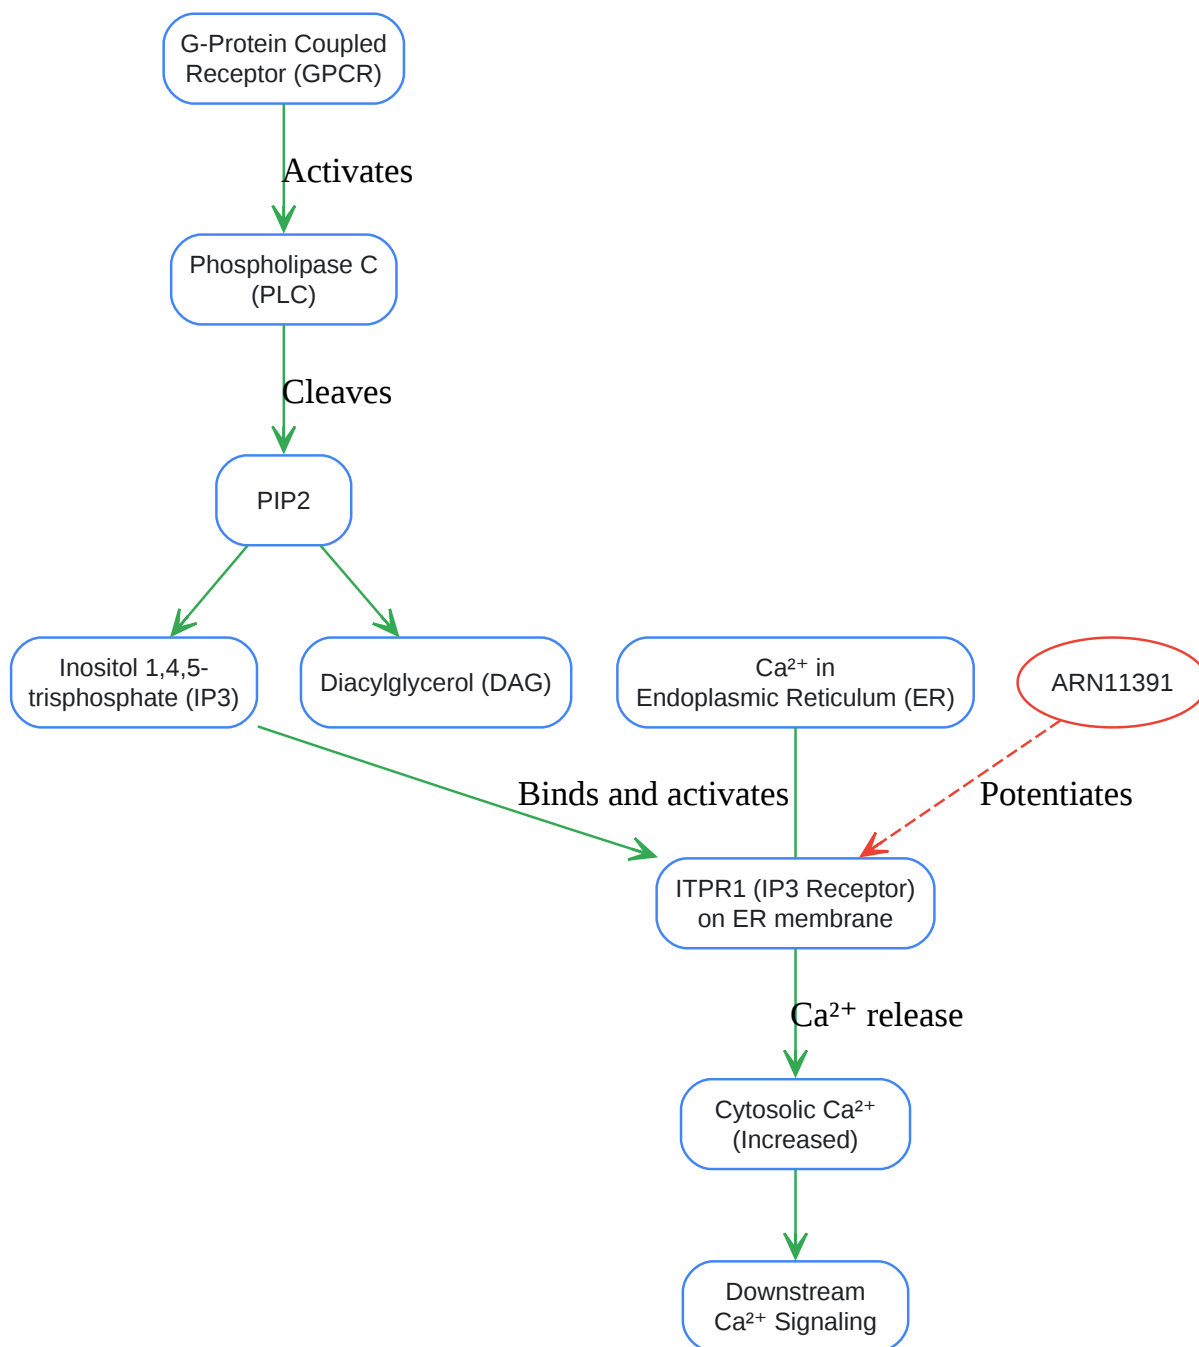 G-Protein Coupled
Receptor (GPCR)
Activates
Phospholipase C
(PLC)
Cleaves
PIP2
Inositol 1,4,5-
trisphosphate (IP3)
Diacylglycerol (DAG)
Ca²⁺ in
Endoplasmic Reticulum (ER)
ARN11391
Binds and activates
Potentiates
ITPR1 (IP3 Receptor)
on ER membrane
Ca²⁺ release
Cytosolic Ca²⁺
(Increased)
Downstream
Ca²⁺ Signaling